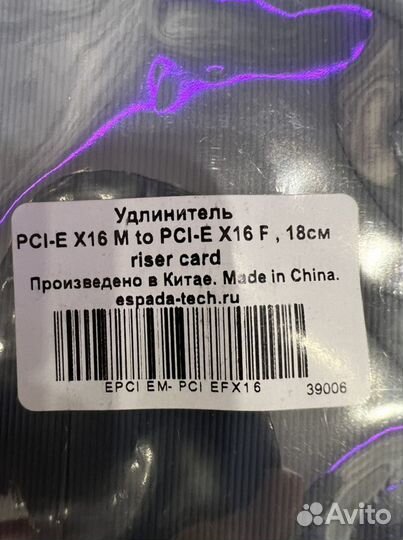 Удлинитель
PCI-E X16 M to PCI-E X16 F , 18см
riser card
Произведено в Китае. Made in China.
espada-tech.ru
EPCI EM- PCI EFX16 39006
Avito